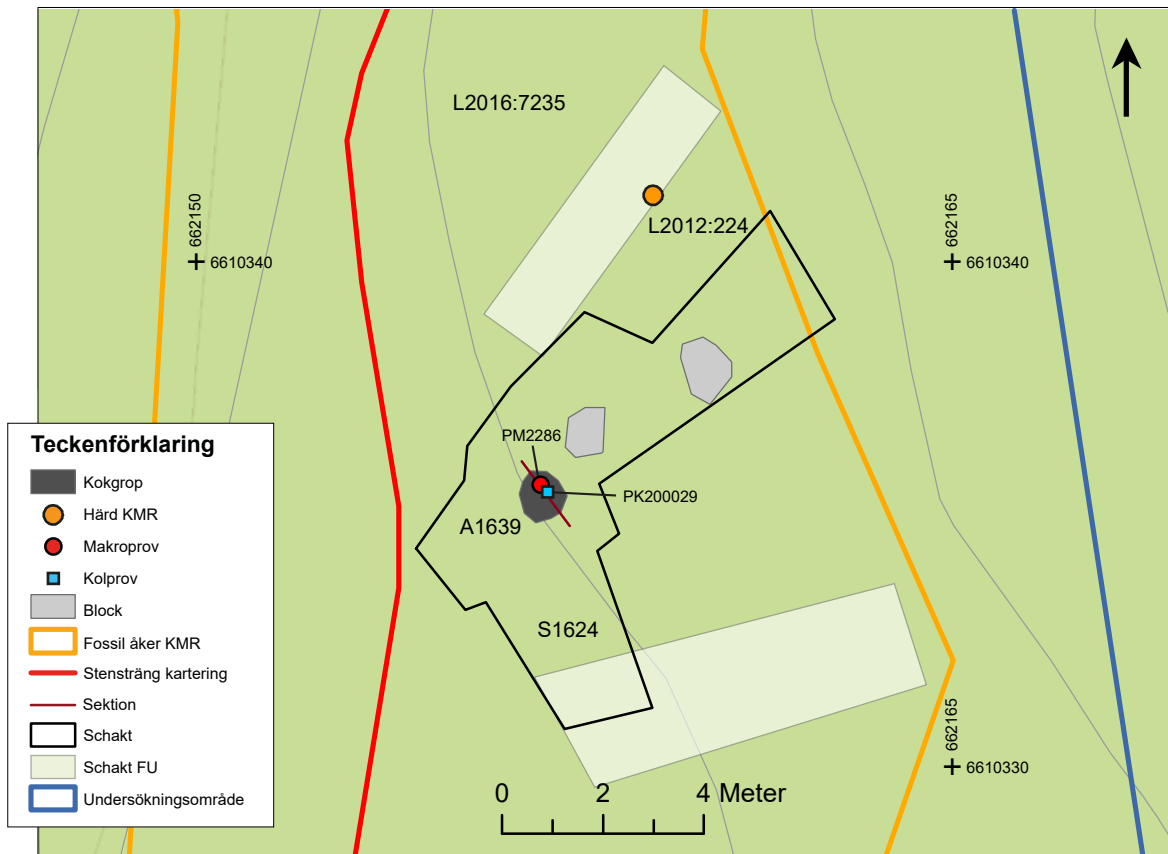 L2016:7235
L2012:224
662150
6610340
662165
6610340
PM2286
PK200029
A1639
S1624
662165
6610330
0 2 4 Meter
Teckenförklaring
Kokgrop
Härd KMR
Makroprov
Kolprov
Block
Fossil åker KMR
Stensträng kartering
Sektion
Schakt
Schakt FU
Undersökningsområde